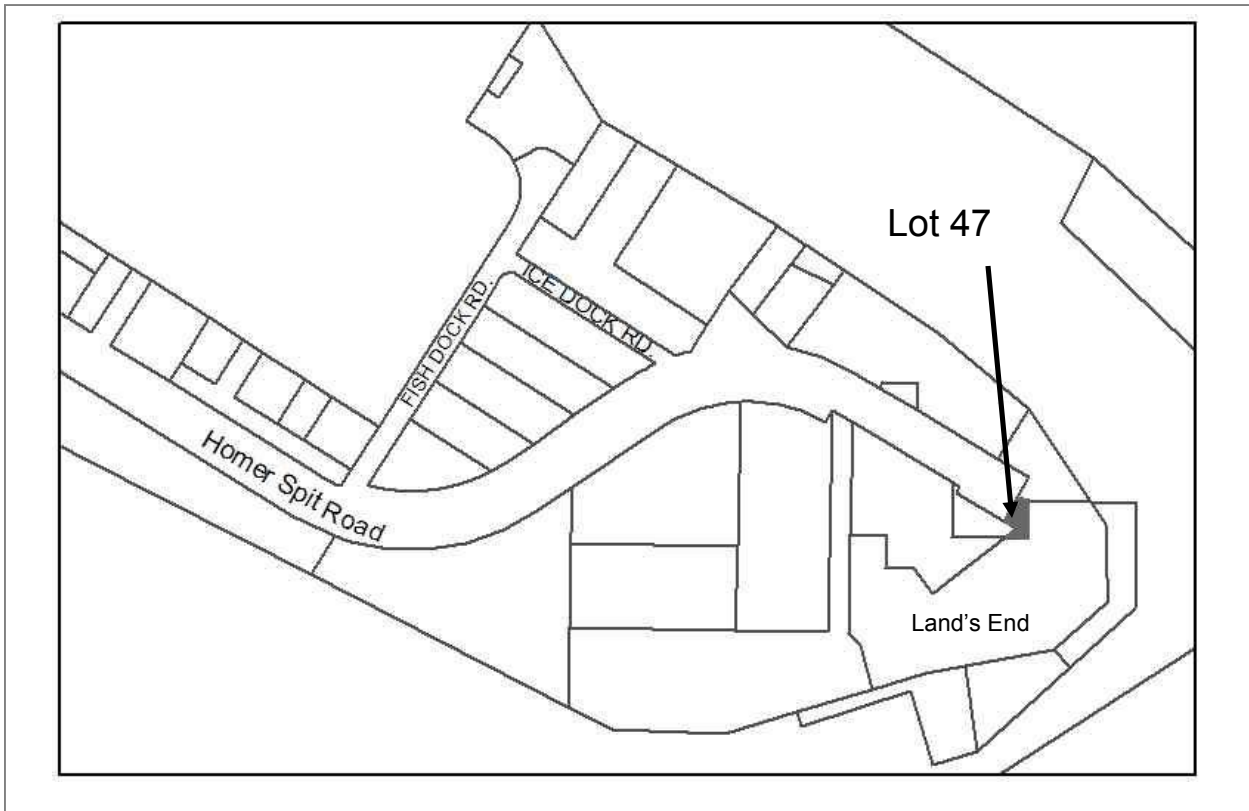 Lot 47
ICE DOCK RD.
FISH DOCK RD.
Homer Spit Road
Land's End